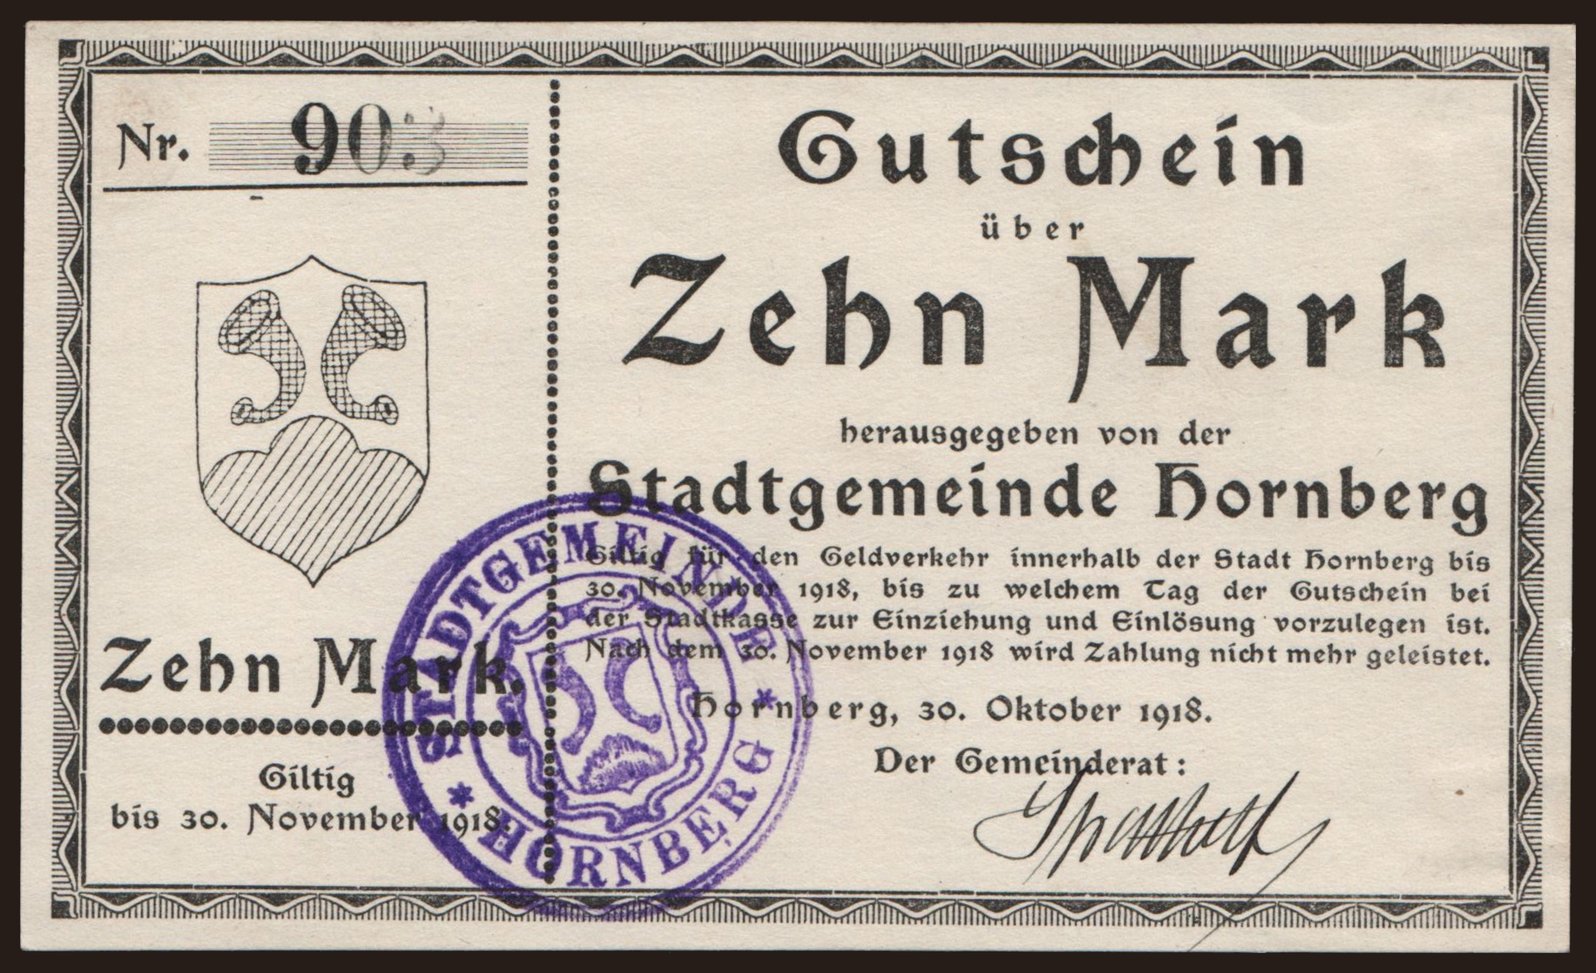 Nr. 903
Zehn Mark.
Giltig
bis 30. November 1918.
Gutschein
über
Zehn Mark
herausgegeben von der
Stadtgemeinde Hornberg
Giltig für den Geldverkehr innerhalb der Stadt Hornberg bis
30. November 1918, bis zu welchem Tag der Gutschein bei
der Stadtkasse zur Einziehung und Einlösung vorzulegen ist.
Nach dem 30. November 1918 wird Zahlung nicht mehr geleistet.
Hornberg, 30. Oktober 1918.
Der Gemeinderat:
STADTGEMEINDE
* HORNBERG *